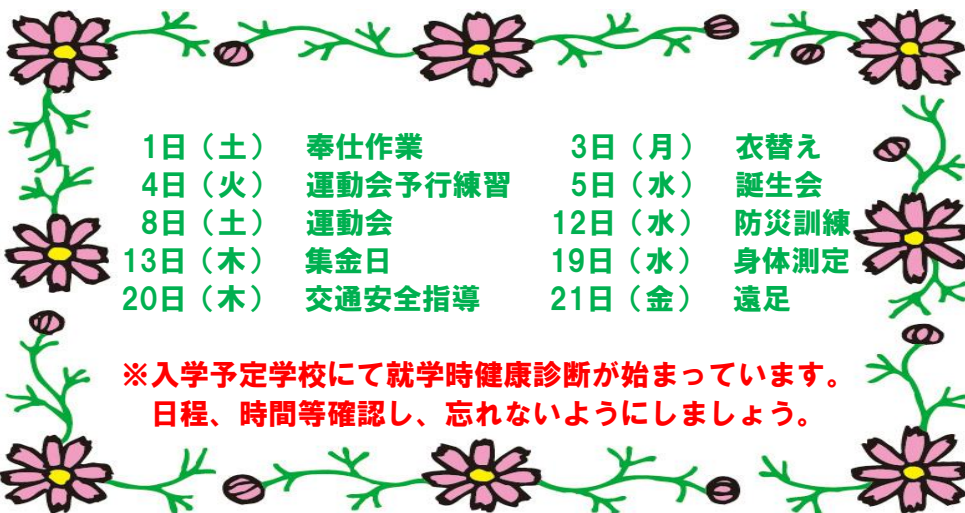 1日（土） 奉仕作業 3日（月） 衣替え
4日（火） 運動会予行練習 5日（水） 誕生会
8日（土） 運動会 12日（水） 防災訓練
13日（木） 集金日 19日（水） 身体測定
20日（木） 交通安全指導 21日（金） 遠足
※入学予定学校にて就学時健康診断が始まっています。
日程、時間等確認し、忘れないようにしましょう。